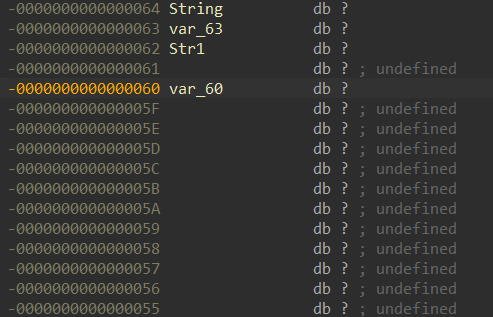 -0000000000000064 String db ?
-0000000000000063 var_63 db ?
-0000000000000062 Str1 db ?
-0000000000000061 db ? ; undefined
-0000000000000060 var_60 db ?
-000000000000005F db ? ; undefined
-000000000000005E db ? ; undefined
-000000000000005D db ? ; undefined
-000000000000005C db ? ; undefined
-000000000000005B db ? ; undefined
-000000000000005A db ? ; undefined
-0000000000000059 db ? ; undefined
-0000000000000058 db ? ; undefined
-0000000000000057 db ? ; undefined
-0000000000000056 db ? ; undefined
-0000000000000055 db ? ; undefined